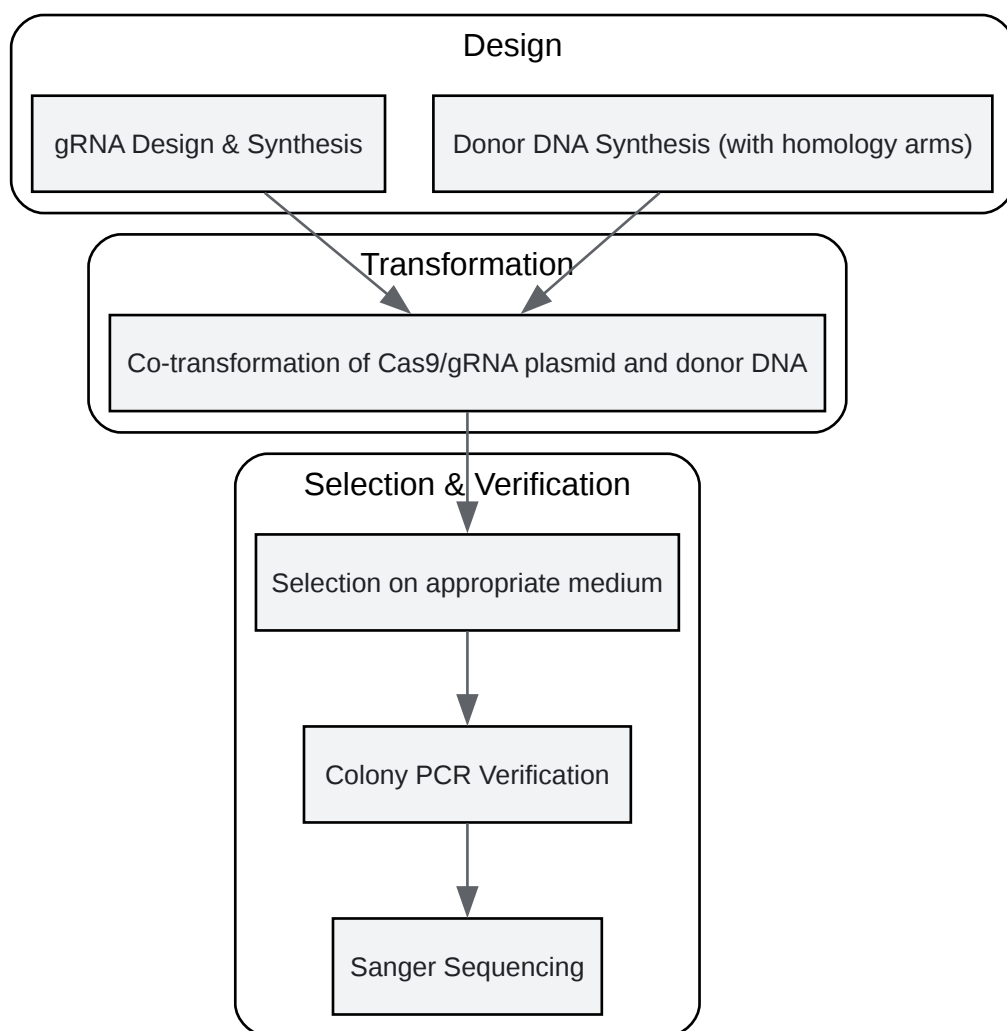 Design
gRNA Design & Synthesis
Donor DNA Synthesis (with homology arms)
Transformation
Co-transformation of Cas9/gRNA plasmid and donor DNA
Selection & Verification
Selection on appropriate medium
Colony PCR Verification
Sanger Sequencing